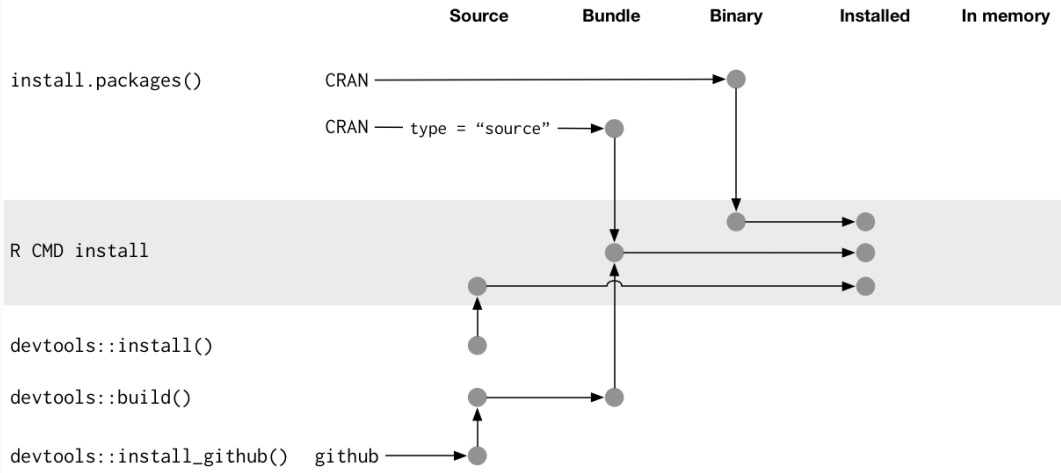 Source Bundle Binary Installed In memory
install.packages() CRAN
CRAN type = “source”
R CMD install
devtools::install()
devtools::build()
devtools::install_github() github